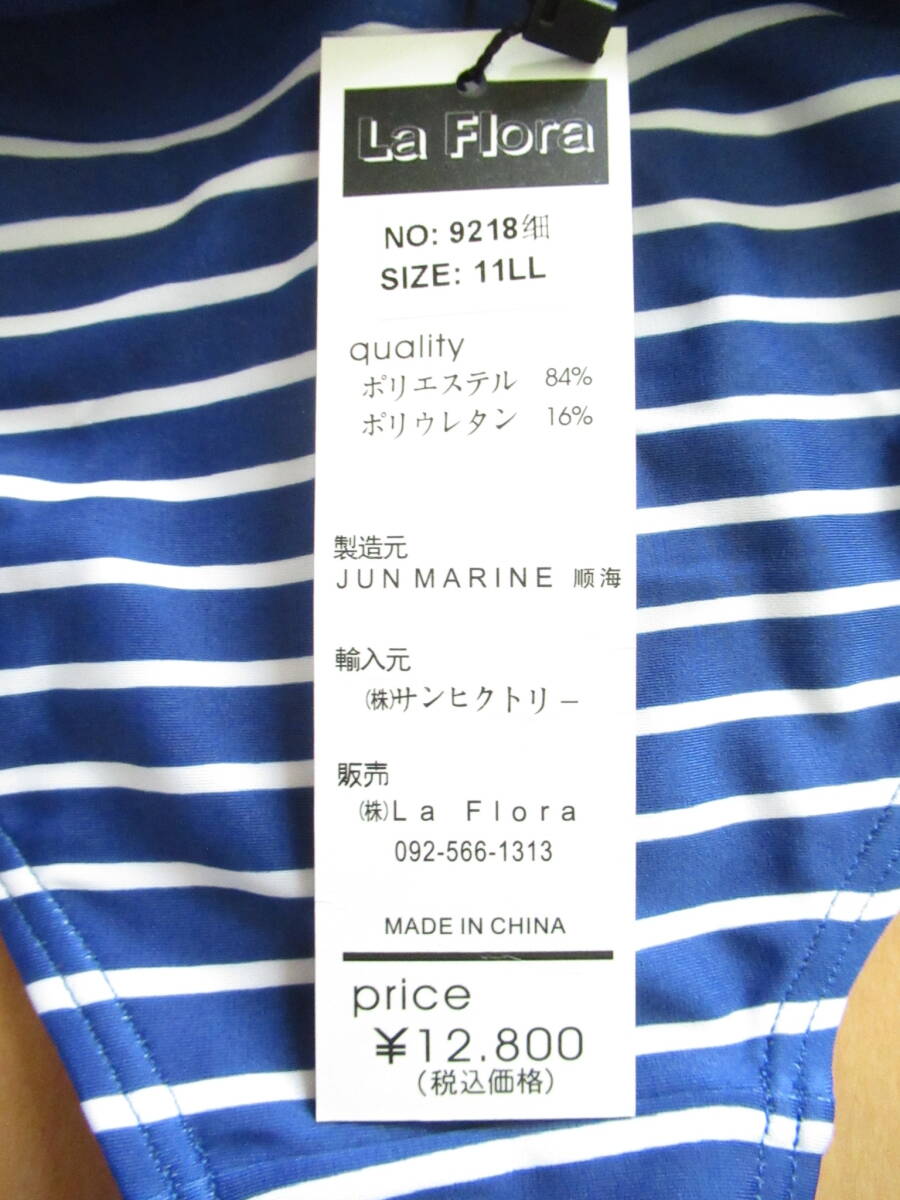 La Flora
NO: 9218细
SIZE: 11LL
quality
ポリエステル 84%
ポリウレタン 16%
製造元
JUN MARINE 顺海
輸入元
㈱サンヒクトリー
販売
㈱La Flora
092-566-1313
MADE IN CHINA
price
¥12.800
(税込価格)